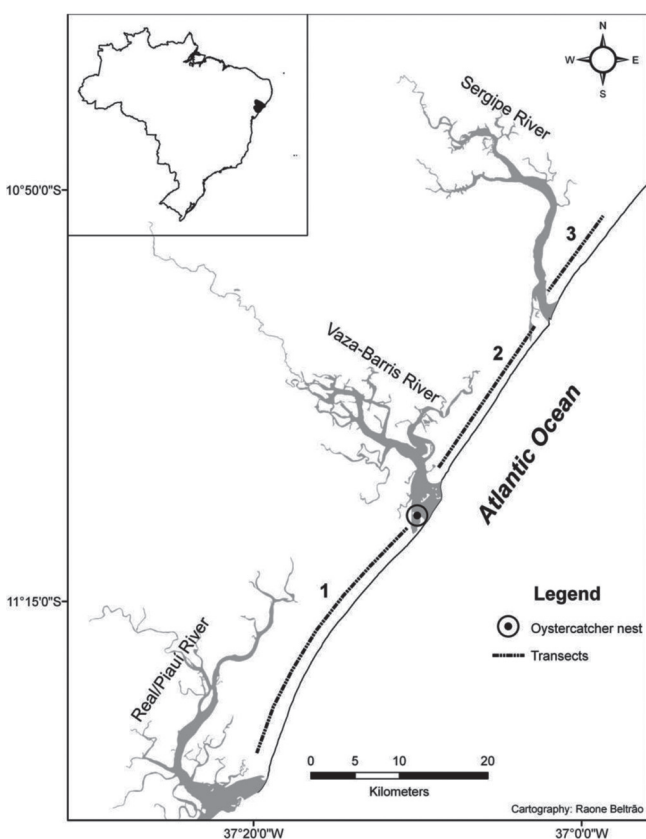 N
W E
S
Sergipe River
10°50'0"S
3
2
Vaza-Barris River
Atlantic Ocean
1
11°15'0"S
Real/Piauí River
Legend
Oystercatcher nest
Transects
0 5 10 20
Kilometers
Cartography: Raone Beltrão
37°20'0"W 37°0'0"W